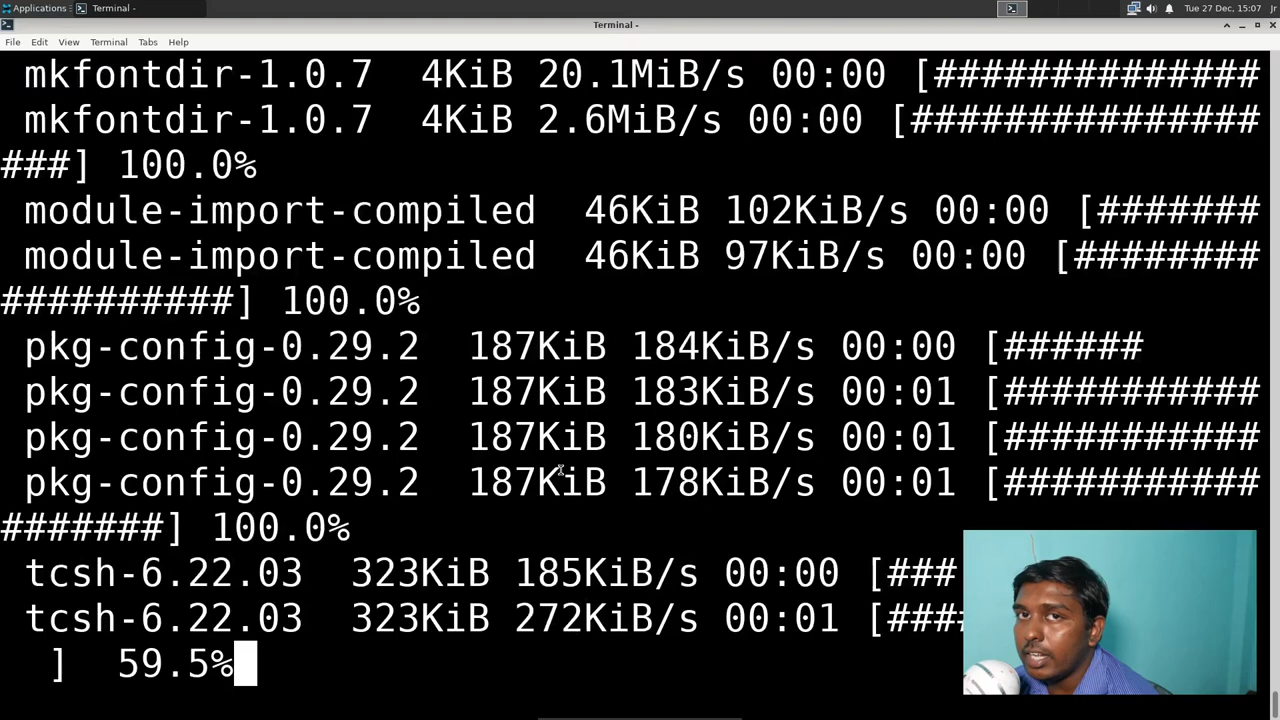 Applications
Terminal -
Tue 27 Dec, 15:07 Jr
Terminal -
File Edit View Terminal Tabs Help
mkfontdir-1.0.7 4KiB 20.1MiB/s 00:00 [##############
mkfontdir-1.0.7 4KiB 2.6MiB/s 00:00 [###############
###] 100.0%
module-import-compiled 46KiB 102KiB/s 00:00 [#######
module-import-compiled 46KiB 97KiB/s 00:00 [########
##########] 100.0%
pkg-config-0.29.2 187KiB 184KiB/s 00:00 [######
pkg-config-0.29.2 187KiB 183KiB/s 00:01 [###########
pkg-config-0.29.2 187KiB 180KiB/s 00:01 [###########
pkg-config-0.29.2 187KiB 178KiB/s 00:01 [###########
#######] 100.0%
tcsh-6.22.03 323KiB 185KiB/s 00:00 [###
tcsh-6.22.03 323KiB 272KiB/s 00:01 [####
] 59.5%